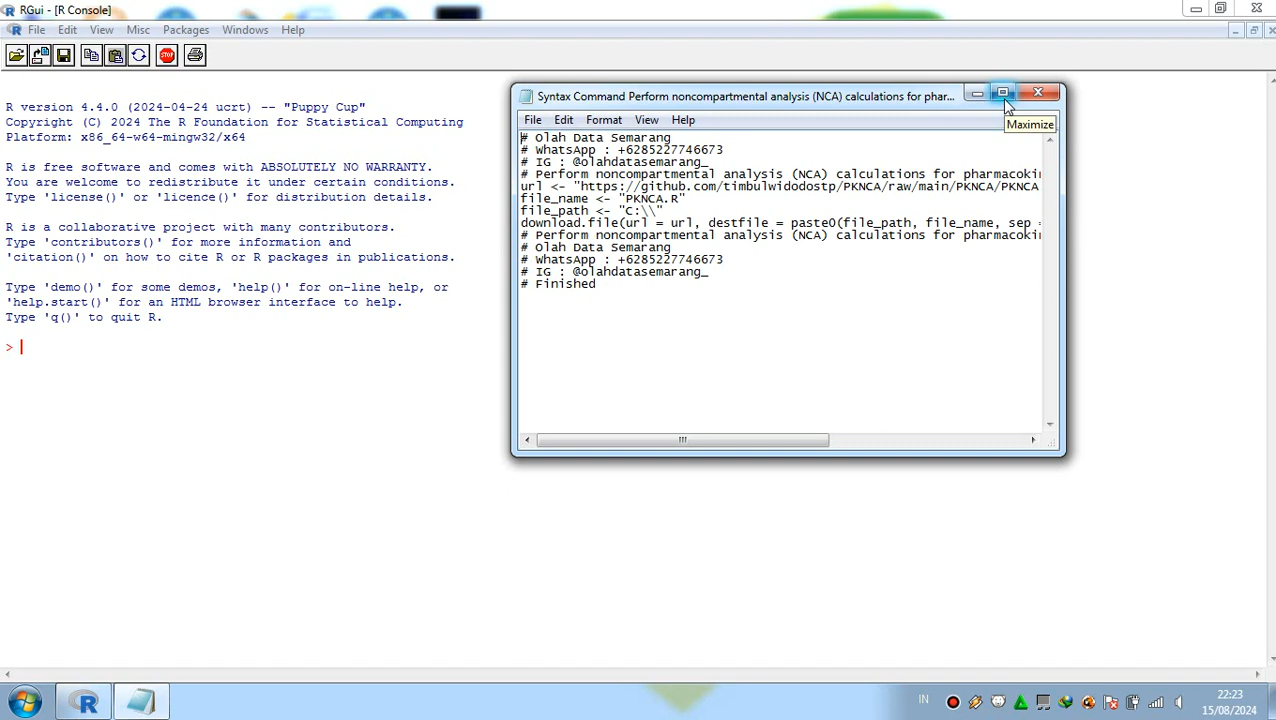 RGui - [R Console]
File Edit View Misc Packages Windows Help
STOP
R version 4.4.0 (2024-04-24 ucrt) -- "Puppy Cup"
Copyright (C) 2024 The R Foundation for Statistical Computing
Platform: x86_64-w64-mingw32/x64
R is free software and comes with ABSOLUTELY NO WARRANTY.
You are welcome to redistribute it under certain conditions.
Type 'license()' or 'licence()' for distribution details.
R is a collaborative project with many contributors.
Type 'contributors()' for more information and
'citation()' on how to cite R or R packages in publications.
Type 'demo()' for some demos, 'help()' for on-line help, or
'help.start()' for an HTML browser interface to help.
Type 'q()' to quit R.
>
Syntax Command Perform noncompartmental analysis (NCA) calculations for phar...
File Edit Format View Help
Maximize
# Olah Data Semarang
# WhatsApp : +6285227746673
# IG : @olahdatasemarang_
# Perform noncompartmental analysis (NCA) calculations for pharmacokin
url <- "https://github.com/timbulwidodostp/PKNCA/raw/main/PKNCA/PKNCA
file_name <- "PKNCA.R"
file_path <- "C:\\"
download.file(url = url, destfile = paste0(file_path, file_name, sep =
# Perform noncompartmental analysis (NCA) calculations for pharmacokin
# Olah Data Semarang
# WhatsApp : +6285227746673
# IG : @olahdatasemarang_
# Finished
IN
22:23
15/08/2024